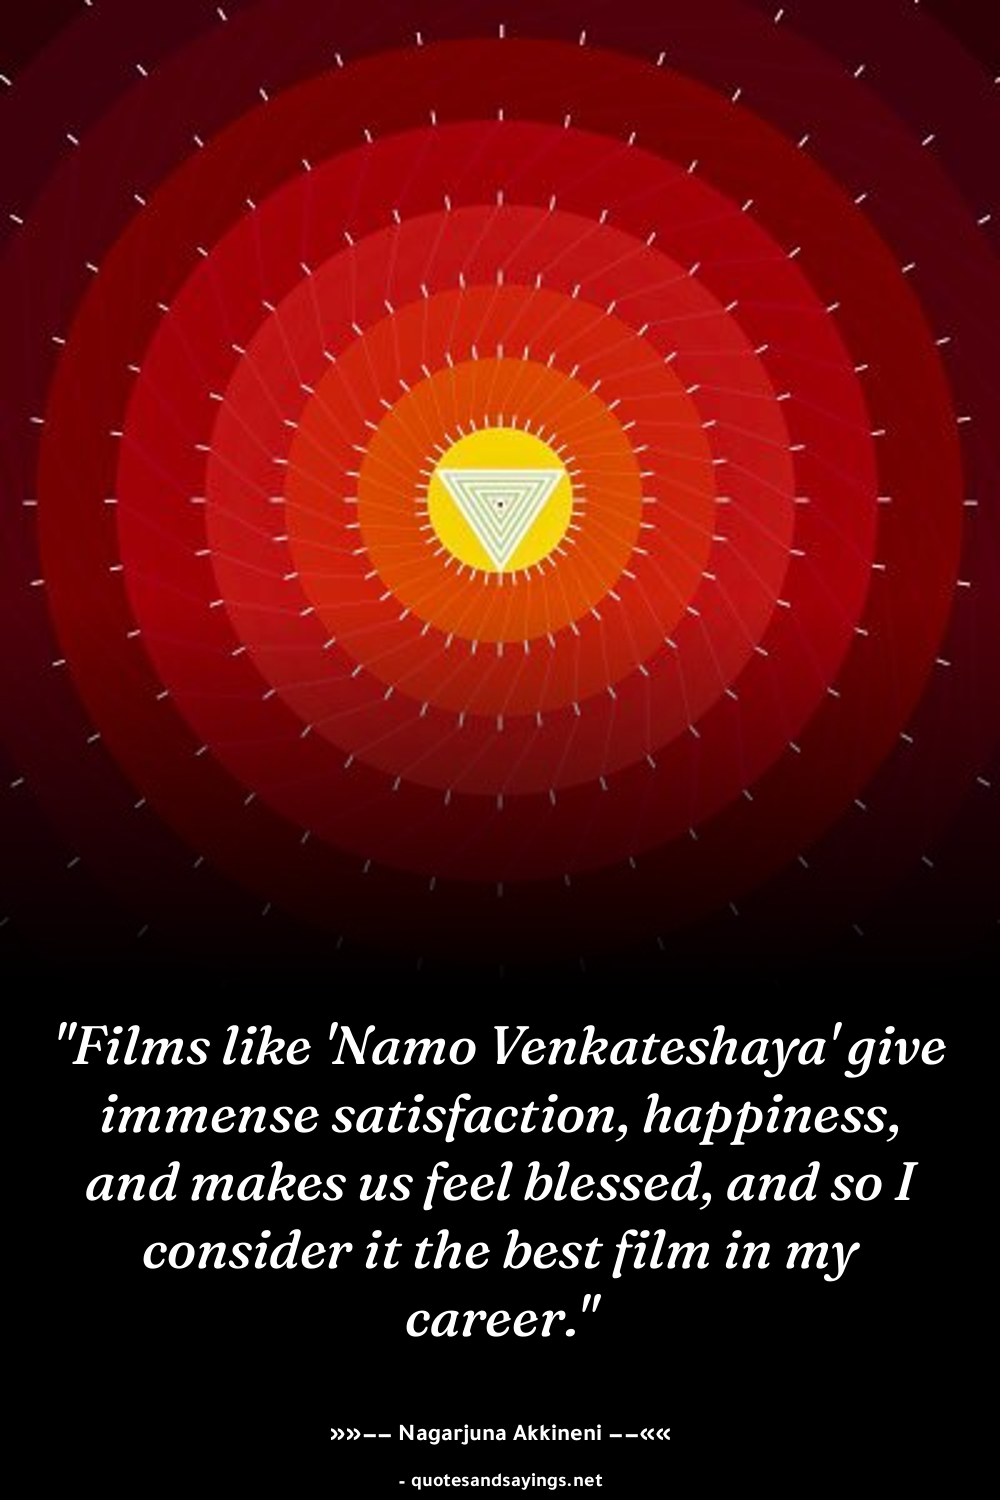 "Films like 'Namo Venkateshaya' give
immense satisfaction, happiness,
and makes us feel blessed, and so I
consider it the best film in my
career."
»»−− Nagarjuna Akkineni −−««
- quotesandsayings.net